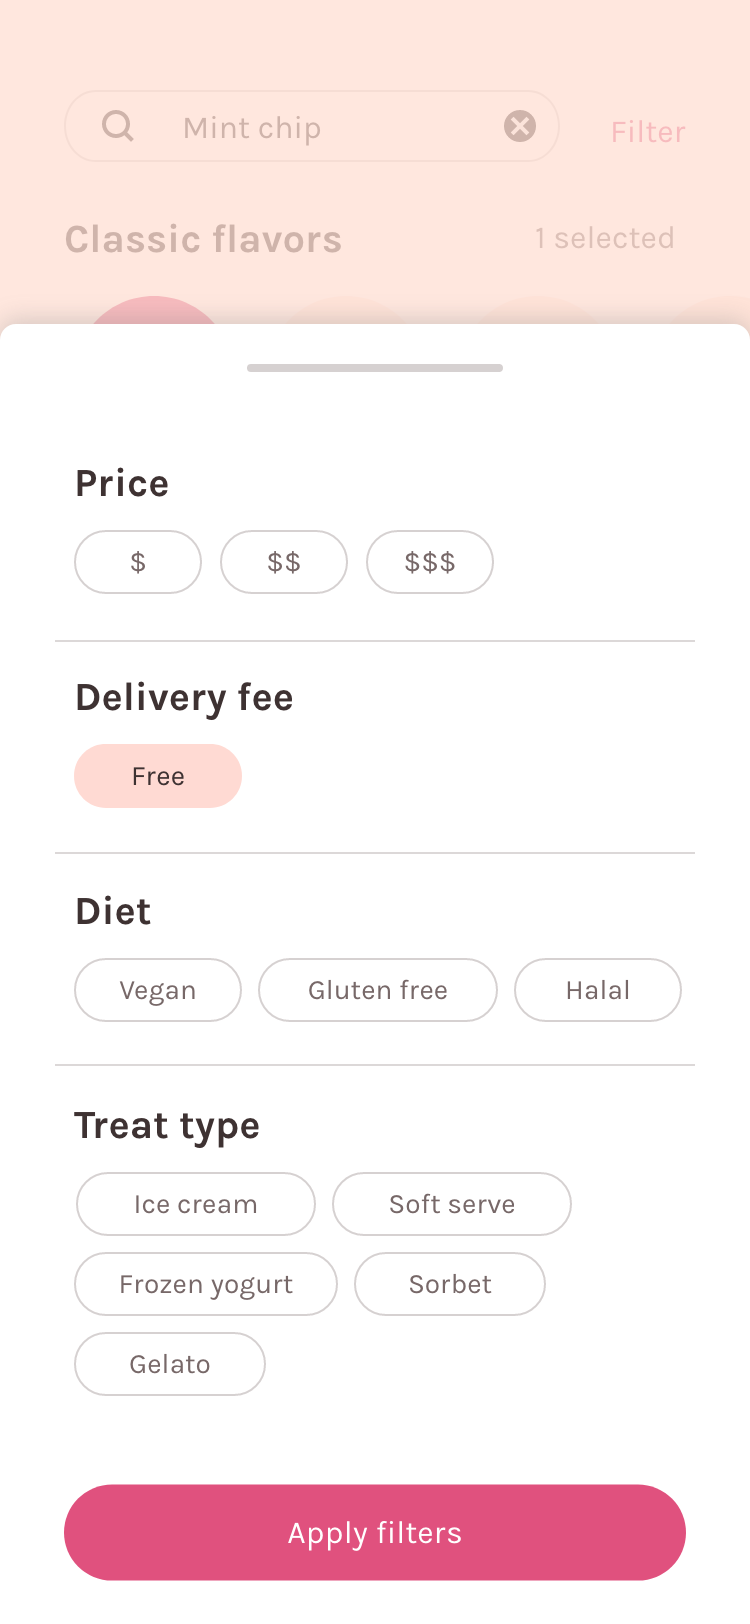 Mint chip
Filter
Classic flavors
1 selected
Price
$ $$ $$$
Delivery fee
Free
Diet
Vegan Gluten free Halal
Treat type
Ice cream Soft serve
Frozen yogurt Sorbet
Gelato
Apply filters